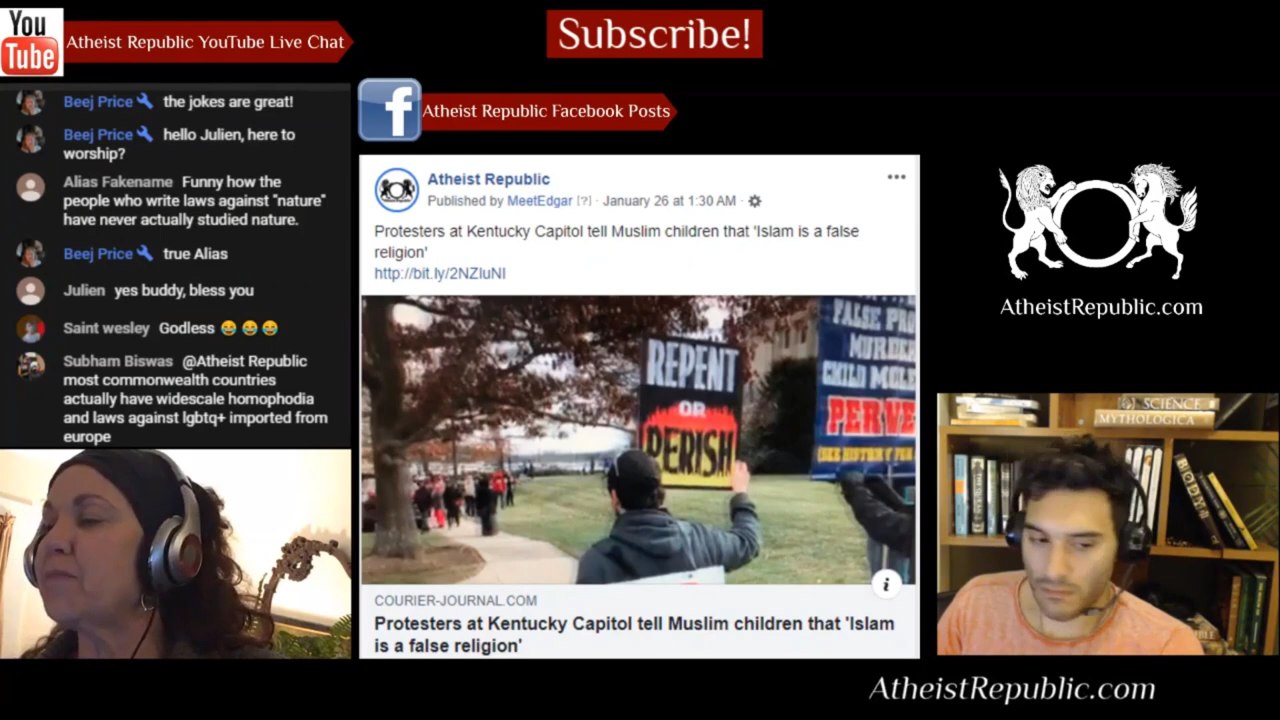 You
Tube
Atheist Republic YouTube Live Chat
Subscribe!
Beej Price the jokes are great!
Beej Price hello Julien, here to
worship?
Alias Fakename Funny how the
people who write laws against "nature"
have never actually studied nature.
Beej Price true Alias
Julien yes buddy, bless you
Saint wesley Godless 😂 😂 😂
Subham Biswas @Atheist Republic
most commonwealth countries
actually have widescale homophobia
and laws against lgbtq+ imported from
europe
f
Atheist Republic Facebook Posts
Atheist Republic
Published by MeetEdgar [?] · January 26 at 1:30 AM ·
Protesters at Kentucky Capitol tell Muslim children that 'Islam is a false
religion'
http://bit.ly/2NZIuNI
REPENT
OR
PERISH
FALSE
CHILD
COURIER-JOURNAL.COM
Protesters at Kentucky Capitol tell Muslim children that 'Islam
is a false religion'
AtheistRepublic.com
SCIENCE
MYTHOLOGICA
BODY
AtheistRepublic.com